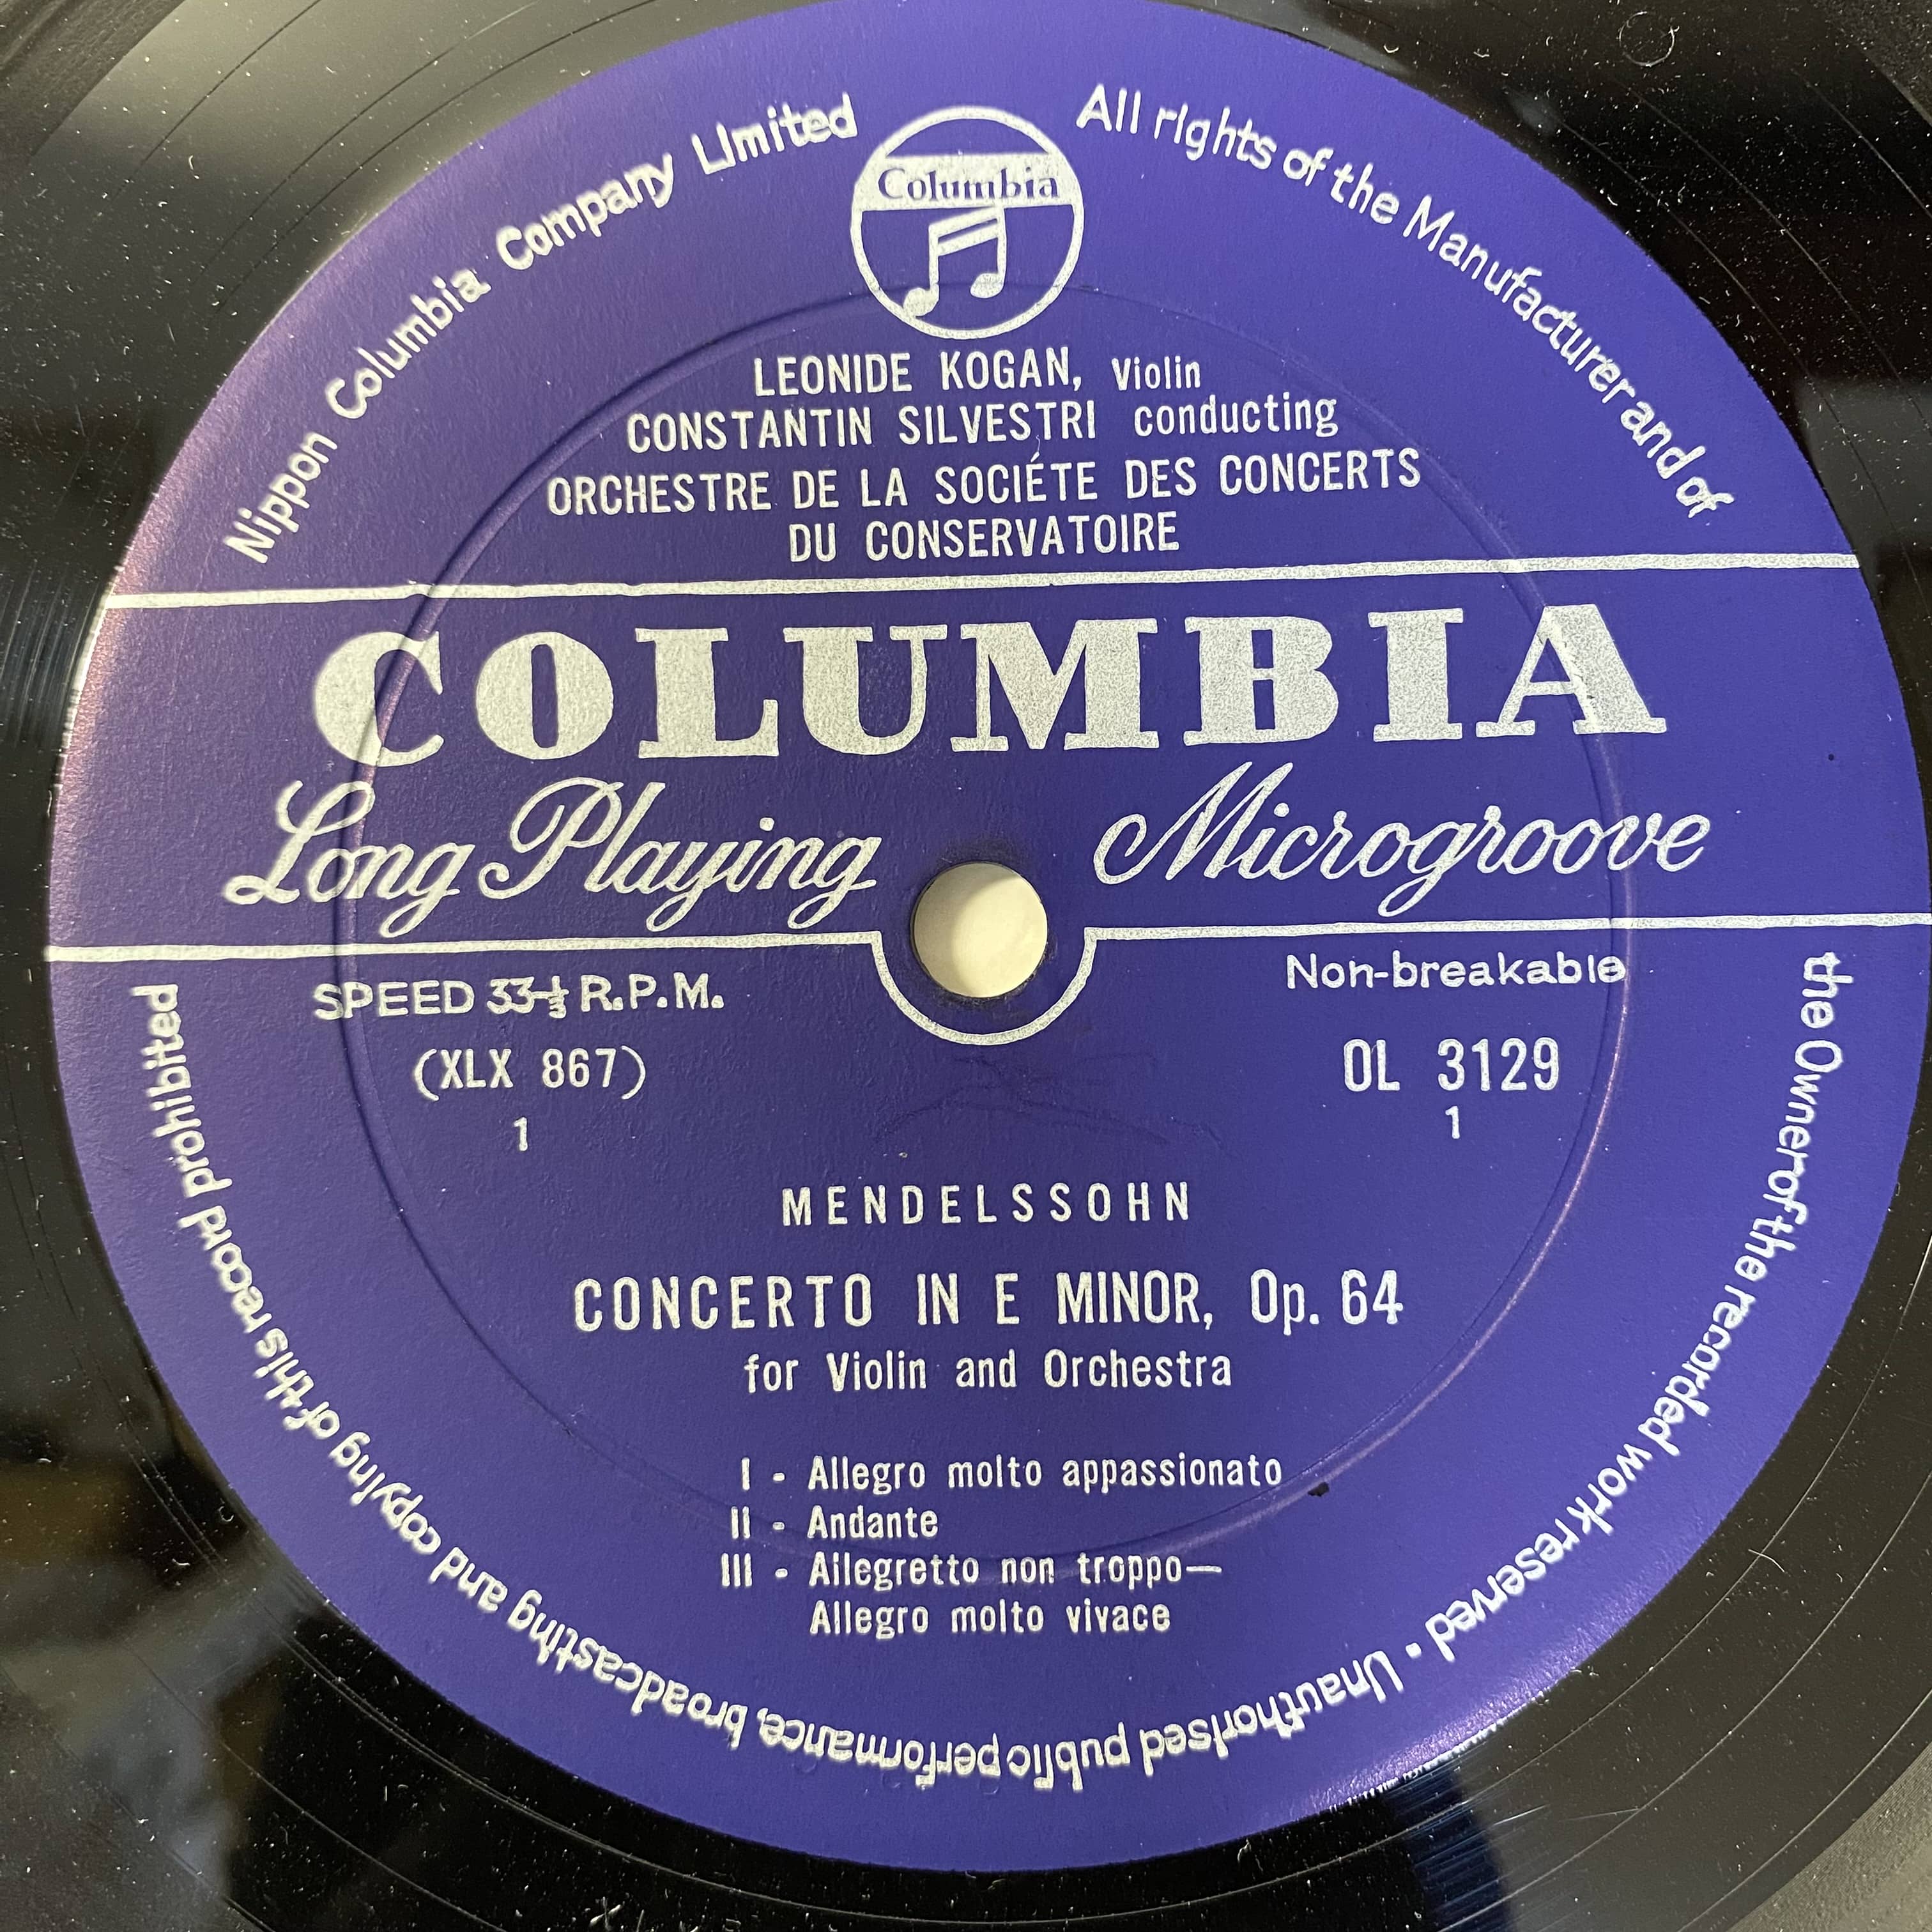 Nippon Columbia Company Limited
All rights of the Manufacturer and of
the Owner of the recorded work reserved • Unauthorised public performance, broadcasting and copying of this record prohibited
Columbia
LEONIDE KOGAN, Violin
CONSTANTIN SILVESTRI conducting
ORCHESTRE DE LA SOCIÉTE DES CONCERTS
DU CONSERVATOIRE
COLUMBIA
Long Playing Microgroove
SPEED 33⅓ R.P.M.
Non-breakable
(XLX 867)
1
OL 3129
1
MENDELSSOHN
CONCERTO IN E MINOR, Op. 64
for Violin and Orchestra
I - Allegro molto appassionato
II - Andante
III - Allegretto non troppo—
Allegro molto vivace